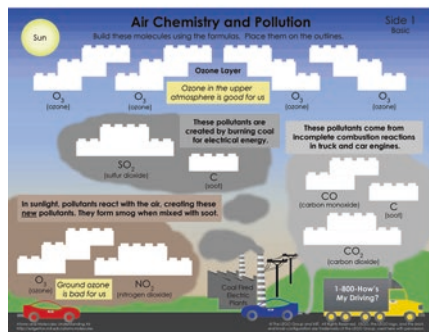 Air Chemistry and Pollution
Side 1
Basic
Build these molecules using the formulas. Place them on the outlines.
Sun
Ozone Layer
O3
(ozone)
O3
(ozone)
Ozone in the upper
atmosphere is good for us
O3
(ozone)
O3
(ozone)
These pollutants are
created by burning coal
for electrical energy.
SO2
(sulfur dioxide)
C
(soot)
These pollutants come from
incomplete combustion reactions
in truck and car engines.
CO
(carbon monoxide)
C
(soot)
CO2
(carbon dioxide)
In sunlight, pollutants react with the air, creating these
new pollutants. They form smog when mixed with soot.
O3
(ozone)
Ground ozone
is bad for us
NO2
(nitrogen dioxide)
Coal Fired
Electric
Plants
1-800-How's
My Driving?